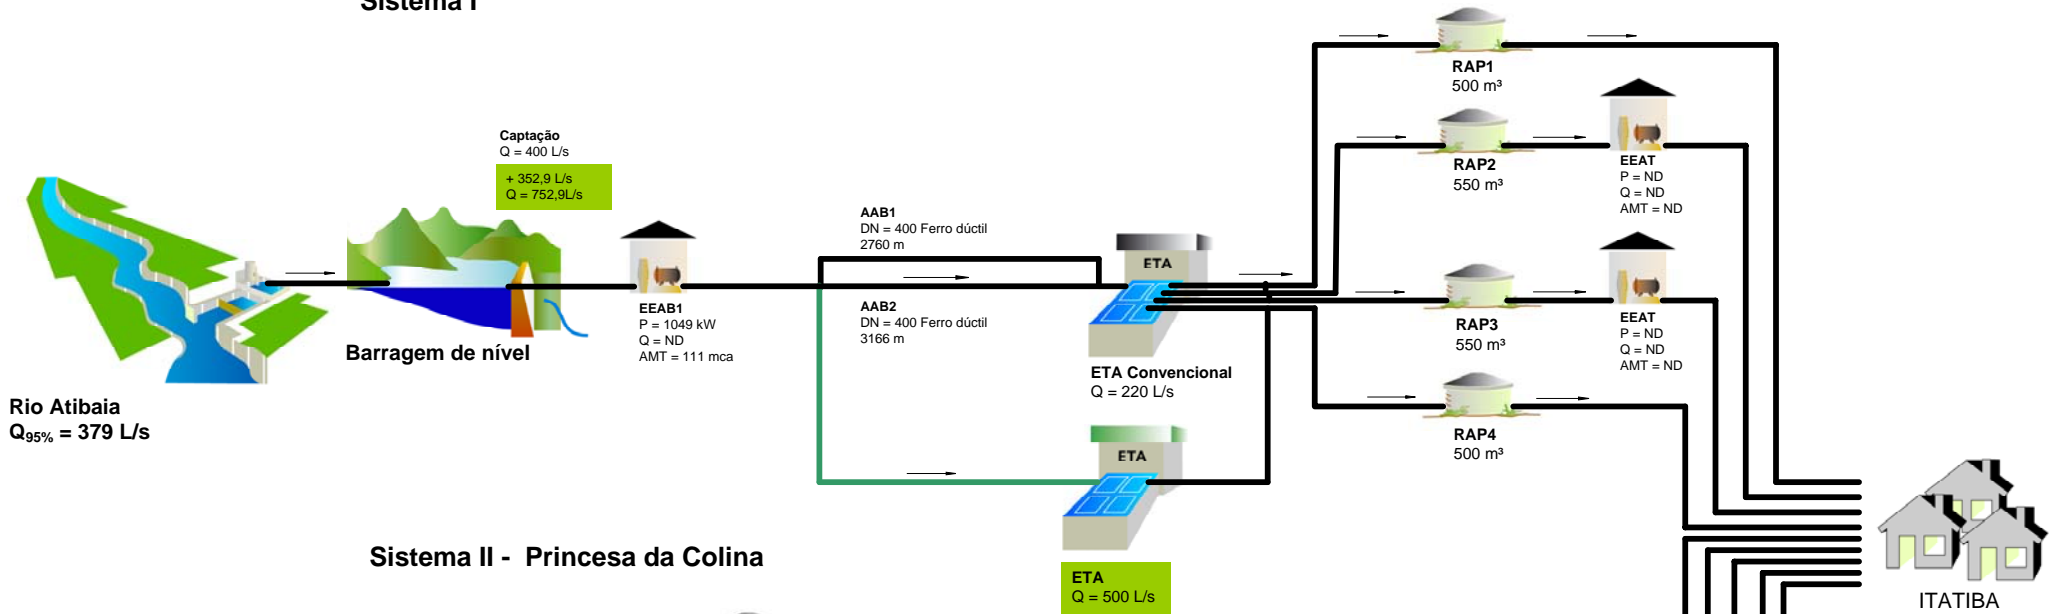 Sistema I
Captação
Q = 400 L/s
+ 352,9 L/s
Q = 752,9L/s
Rio Atibaia
Q95% = 379 L/s
Barragem de nível
EEAB1
P = 1049 kW
Q = ND
AMT = 111 mca
AAB1
DN = 400 Ferro dúctil
2760 m
AAB2
DN = 400 Ferro dúctil
3166 m
ETA
ETA Convencional
Q = 220 L/s
ETA
ETA
Q = 500 L/s
RAP1
500 m³
RAP2
550 m³
EEAT
P = ND
Q = ND
AMT = ND
RAP3
550 m³
EEAT
P = ND
Q = ND
AMT = ND
RAP4
500 m³
ITATIBA
Sistema II - Princesa da Colina